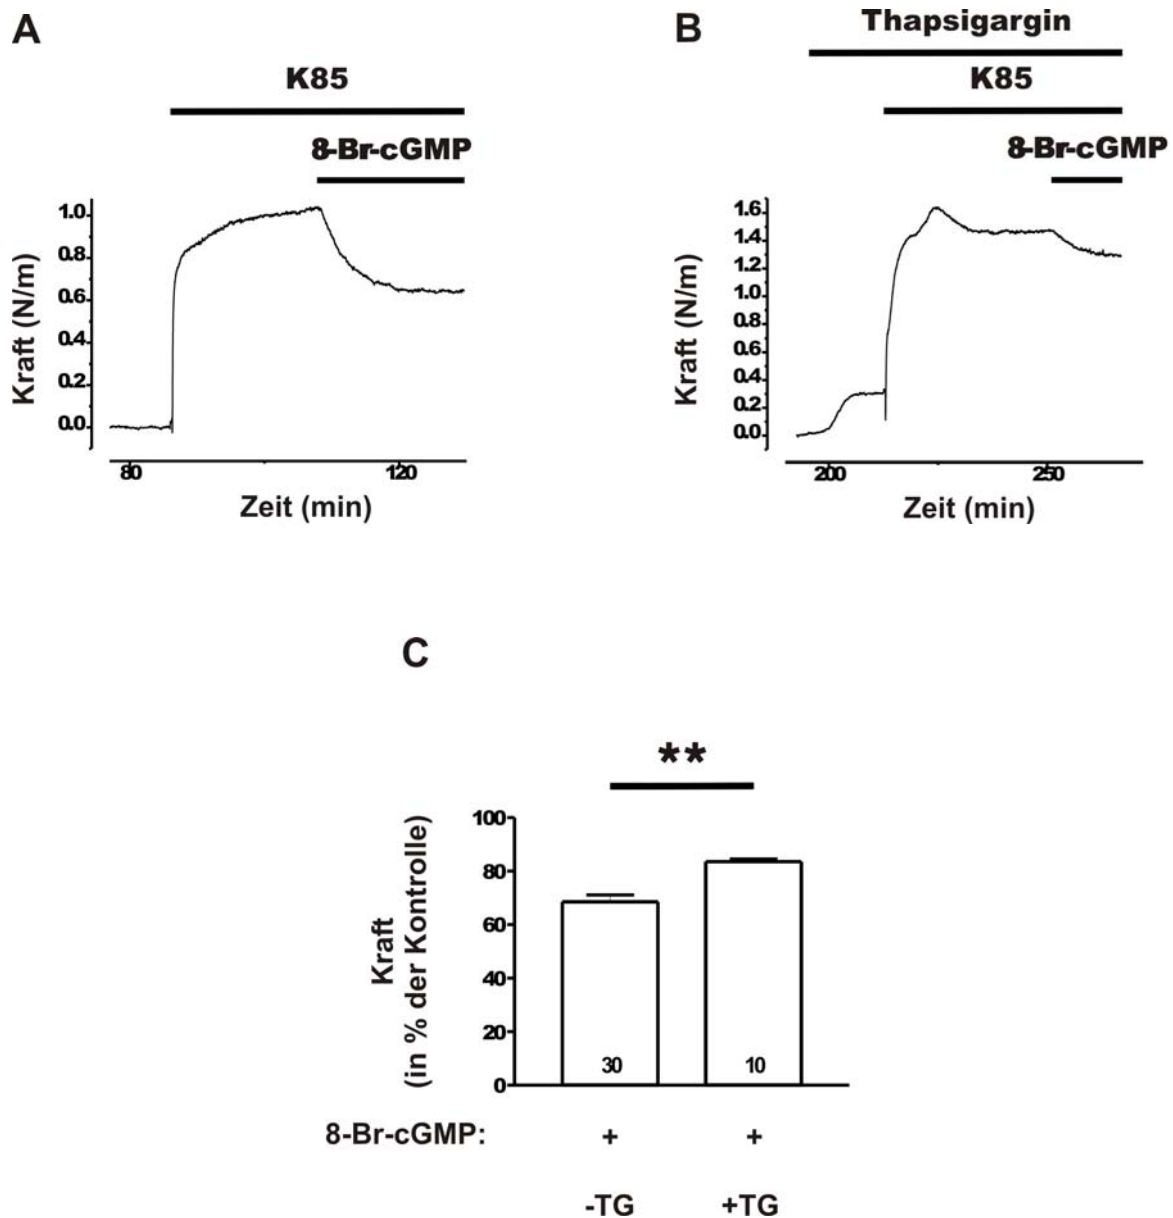 A
K85
8-Br-cGMP
1.0
0.8
0.6
0.4
0.2
0.0
Kraft (N/m)
80
120
Zeit (min)
B
Thapsigargin
K85
8-Br-cGMP
1.6
1.4
1.2
1.0
0.8
0.6
0.4
0.2
0.0
Kraft (N/m)
200
250
Zeit (min)
C
**
100
80
60
40
20
0
Kraft
(in % der Kontrolle)
30
10
8-Br-cGMP:
+
+
-TG
+TG